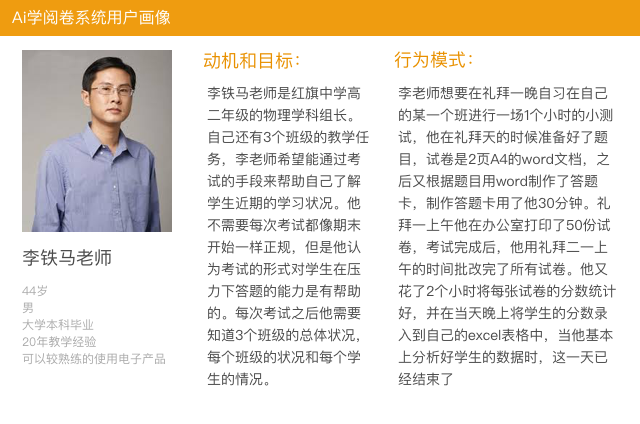 Ai学阅卷系统用户画像
李铁马老师
44岁
男
大学本科毕业
20年教学经验
可以较熟练的使用电子产品
动机和目标：
李铁马老师是红旗中学高
二年级的物理学科组长。
自己还有3个班级的教学任
务，李老师希望能通过考
试的手段来帮助自己了解
学生近期的学习状况。他
不需要每次考试都像期末
开始一样正规，但是他认
为考试的形式对学生在压
力下答题的能力是有帮助
的。每次考试之后他需要
知道3个班级的总体状况，
每个班级的状况和每个学
生的情况。
行为模式：
李老师想要在礼拜一晚自习在自己
的某一个班进行一场1个小时的小测
试，他在礼拜天的时候准备好了题
目，试卷是2页A4的word文档，之
后又根据题目用word制作了答题
卡，制作答题卡用了他30分钟。礼
拜一上午他在办公室打印了50份试
卷，考试完成后，他用礼拜二一上
午的时间批改完了所有试卷。他又
花了2个小时将每张试卷的分数统计
好，并在当天晚上将学生的分数录
入到自己的excel表格中，当他基本
上分析好学生的数据时，这一天已
经结束了